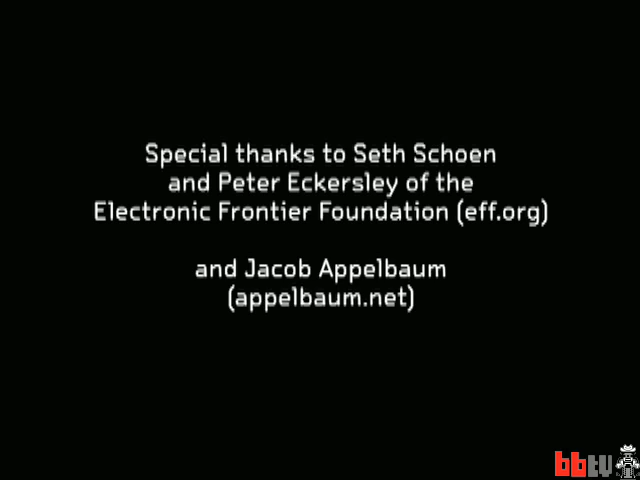 Special thanks to Seth Schoen
and Peter Eckersley of the
Electronic Frontier Foundation (eff.org)
and Jacob Appelbaum
(appelbaum.net)
bbtv